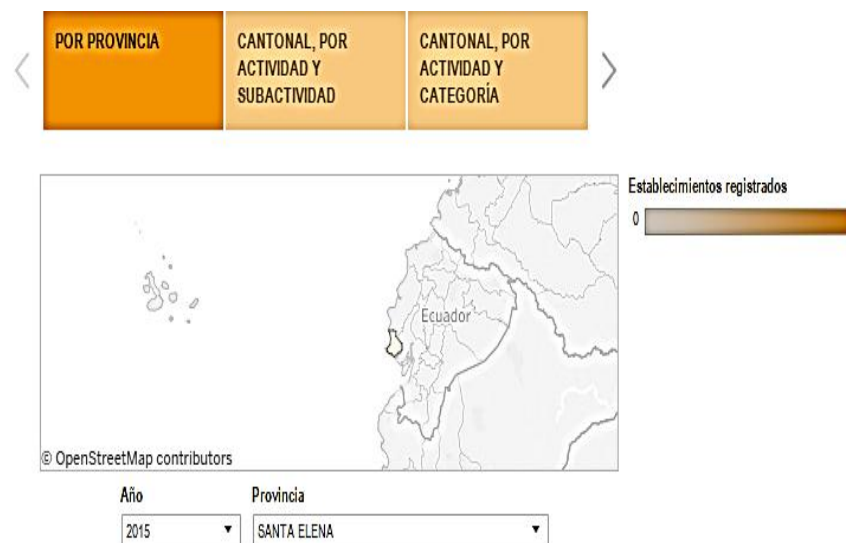 POR PROVINCIA
CANTONAL, POR
ACTIVIDAD Y
SUBACTIVIDAD
CANTONAL, POR
ACTIVIDAD Y
CATEGORÍA
Establecimientos registrados
0
Ecuador
© OpenStreetMap contributors
Año
Provincia
2015
SANTA ELENA